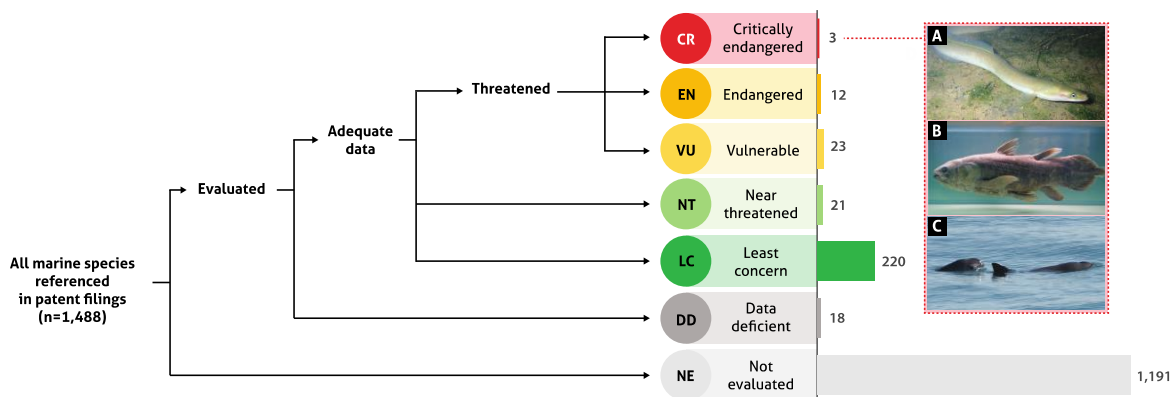 All marine species
referenced
in patent filings
(n=1,488)
Evaluated
Adequate
data
Threatened
CR
Critically
endangered
3
EN
Endangered
12
VU
Vulnerable
23
NT
Near
threatened
21
LC
Least
concern
220
DD
Data
deficient
18
NE
Not
evaluated
1,191
A
B
C